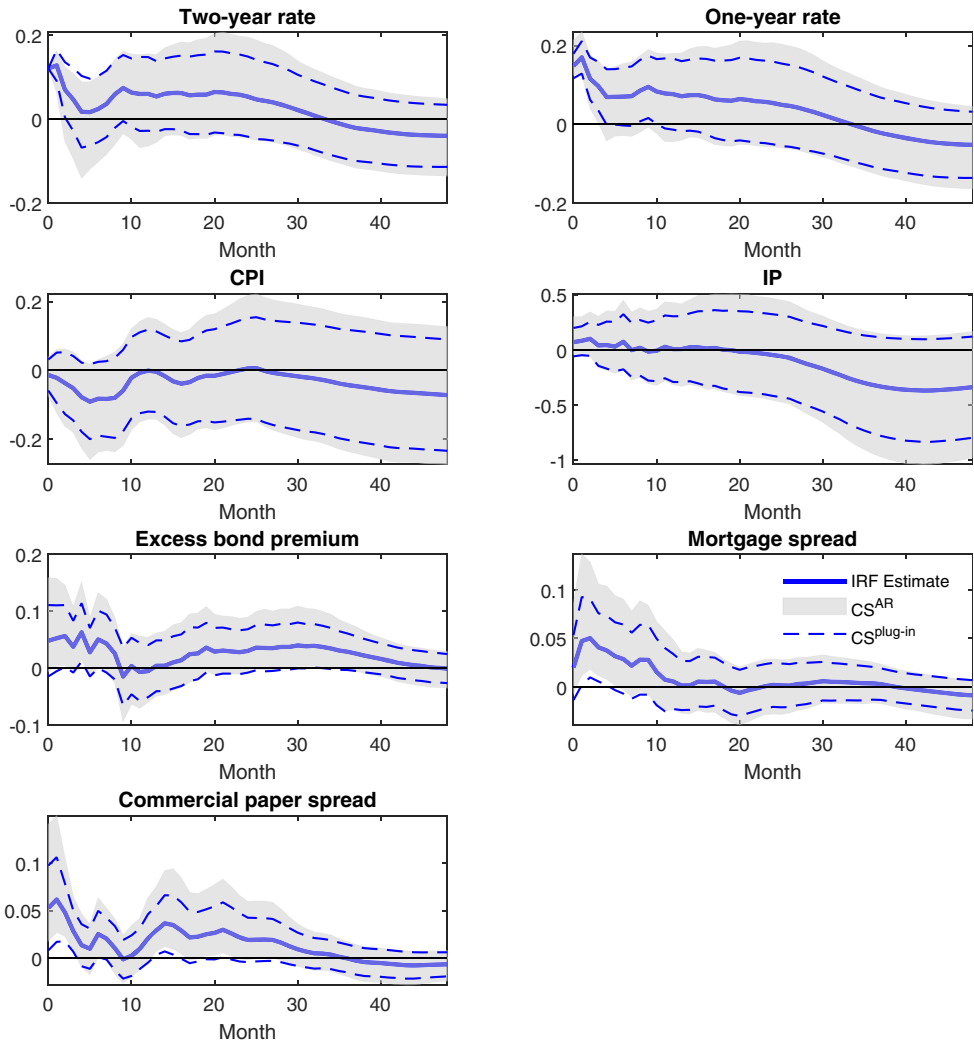 Two-year rate
0.2
0
-0.2
0 10 20 30 40
Month
One-year rate
0.2
0
-0.2
0 10 20 30 40
Month
CPI
0.2
0
-0.2
0 10 20 30 40
Month
IP
0.5
0
-0.5
-1
0 10 20 30 40
Month
Excess bond premium
0.2
0.1
0
-0.1
0 10 20 30 40
Month
Mortgage spread
0.1
0.05
0
0 10 20 30 40
Month
IRF Estimate
CS^AR
CS^plug-in
Commercial paper spread
0.1
0.05
0
0 10 20 30 40
Month